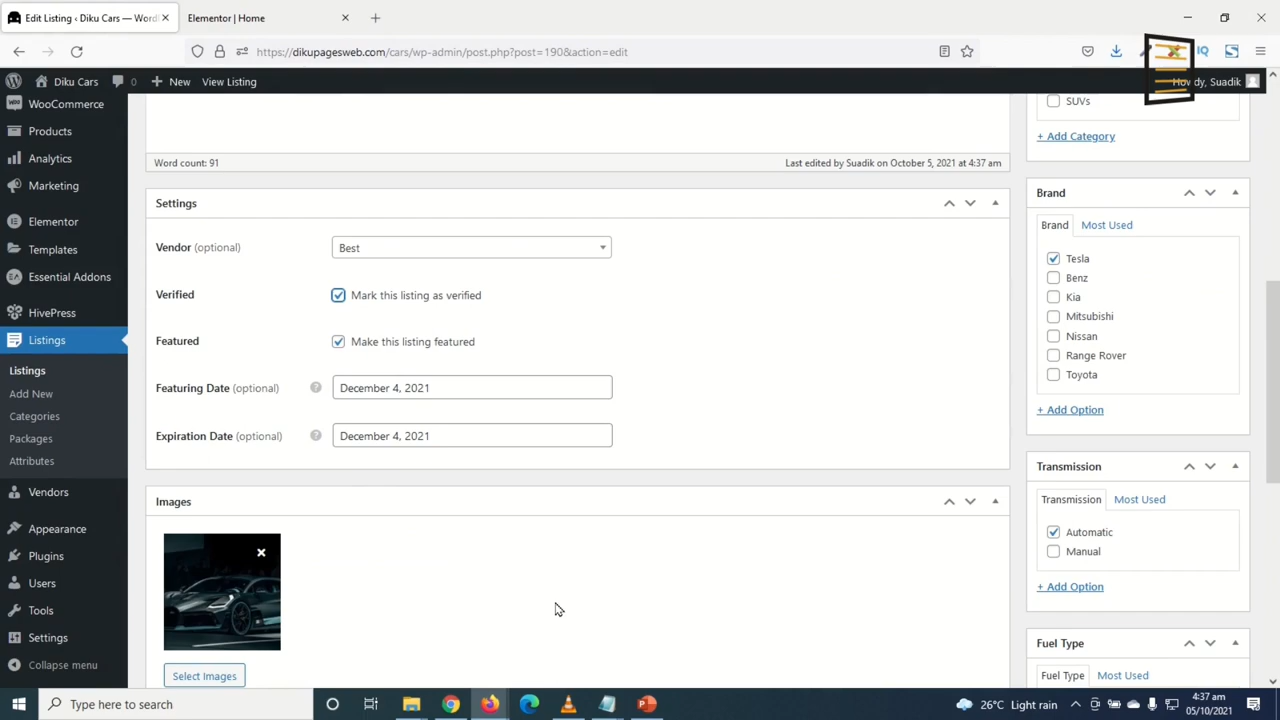 Edit Listing ‹ Diku Cars — Word
Elementor | Home
https://dikupagesweb.com/cars/wp-admin/post.php?post=190&action=edit
IQ
Diku Cars
0
New
View Listing
dy, Suadik
WooCommerce
Products
Analytics
Marketing
Elementor
Templates
Essential Addons
HivePress
Listings
Listings
Add New
Categories
Packages
Attributes
Vendors
Appearance
Plugins
Users
Tools
Settings
Collapse menu
Word count: 91
Last edited by Suadik on October 5, 2021 at 4:37 am
Settings
Vendor (optional)
Best
Verified
Mark this listing as verified
Featured
Make this listing featured
Featuring Date (optional)
?
December 4, 2021
Expiration Date (optional)
?
December 4, 2021
Images
Select Images
SUVs
+ Add Category
Brand
Brand
Most Used
Tesla
Benz
Kia
Mitsubishi
Nissan
Range Rover
Toyota
+ Add Option
Transmission
Transmission
Most Used
Automatic
Manual
+ Add Option
Fuel Type
Fuel Type
Most Used
Type here to search
26°C Light rain
4:37 am
05/10/2021